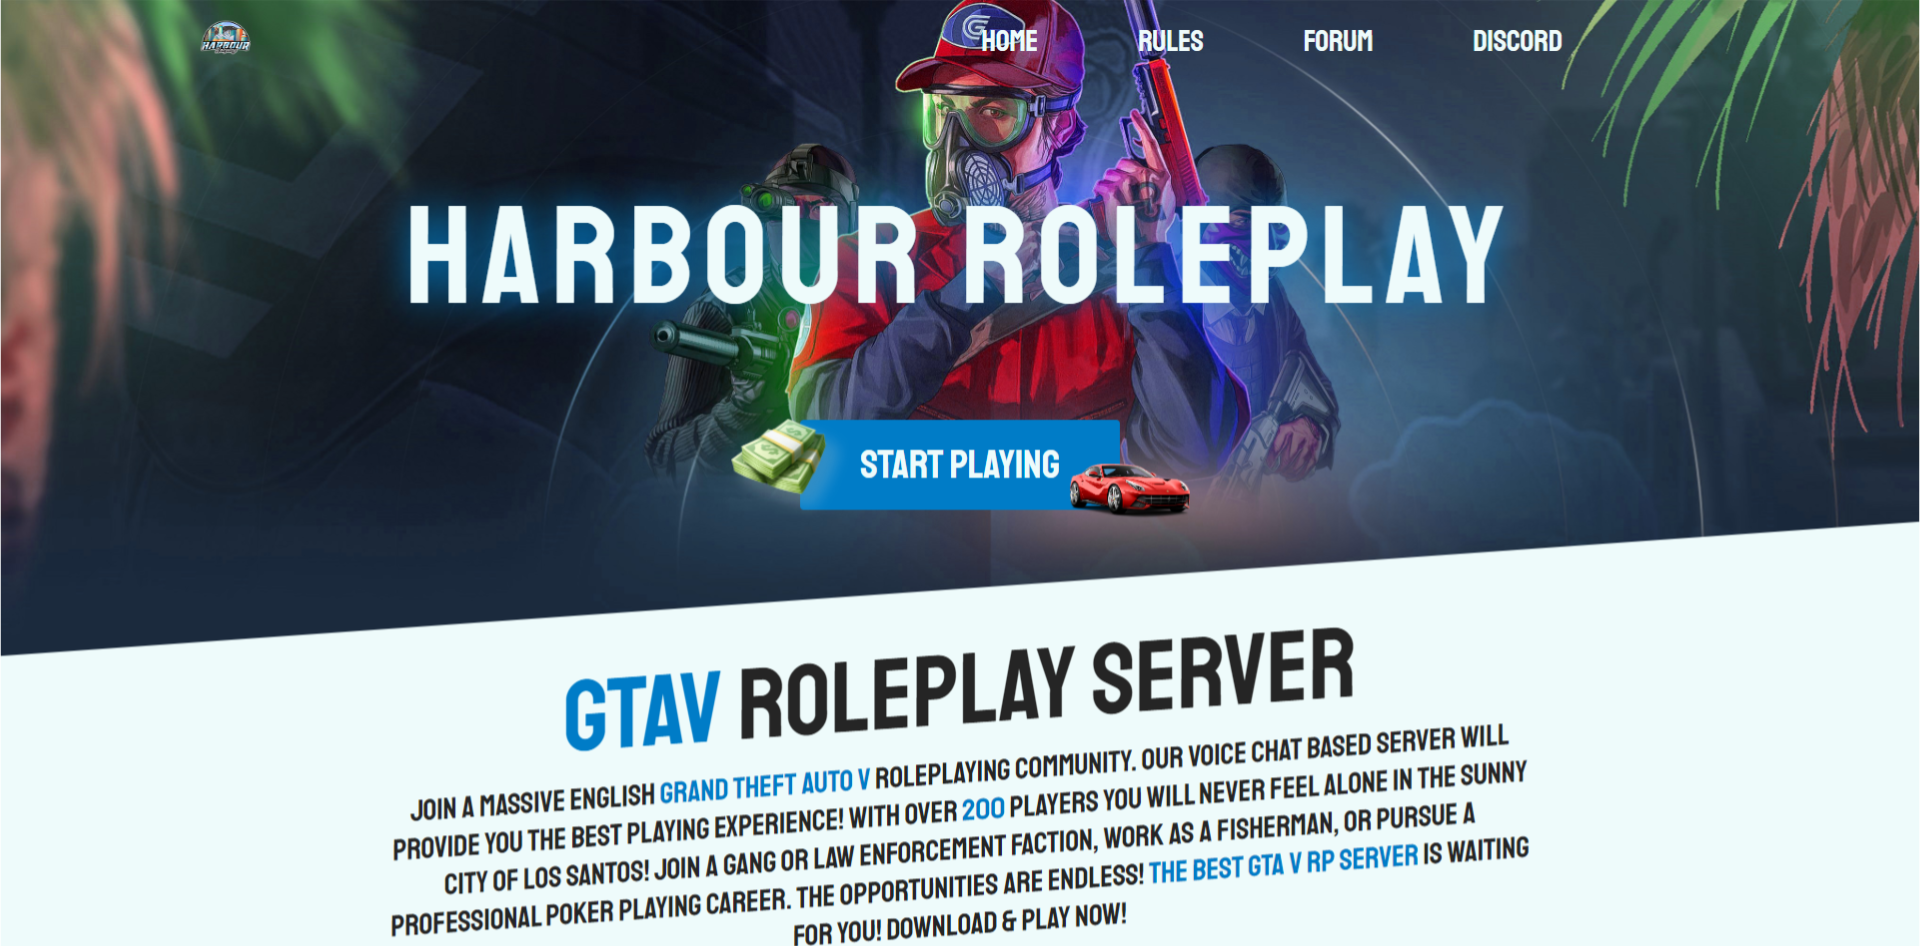 HARBOUR
HOME RULES FORUM DISCORD
HARBOUR ROLEPLAY
START PLAYING
GTAV ROLEPLAY SERVER
JOIN A MASSIVE ENGLISH GRAND THEFT AUTO V ROLEPLAYING COMMUNITY. OUR VOICE CHAT BASED SERVER WILL
PROVIDE YOU THE BEST PLAYING EXPERIENCE! WITH OVER 200 PLAYERS YOU WILL NEVER FEEL ALONE IN THE SUNNY
CITY OF LOS SANTOS! JOIN A GANG OR LAW ENFORCEMENT FACTION, WORK AS A FISHERMAN, OR PURSUE A
PROFESSIONAL POKER PLAYING CAREER. THE OPPORTUNITIES ARE ENDLESS! THE BEST GTA V RP SERVER IS WAITING
FOR YOU! DOWNLOAD & PLAY NOW!